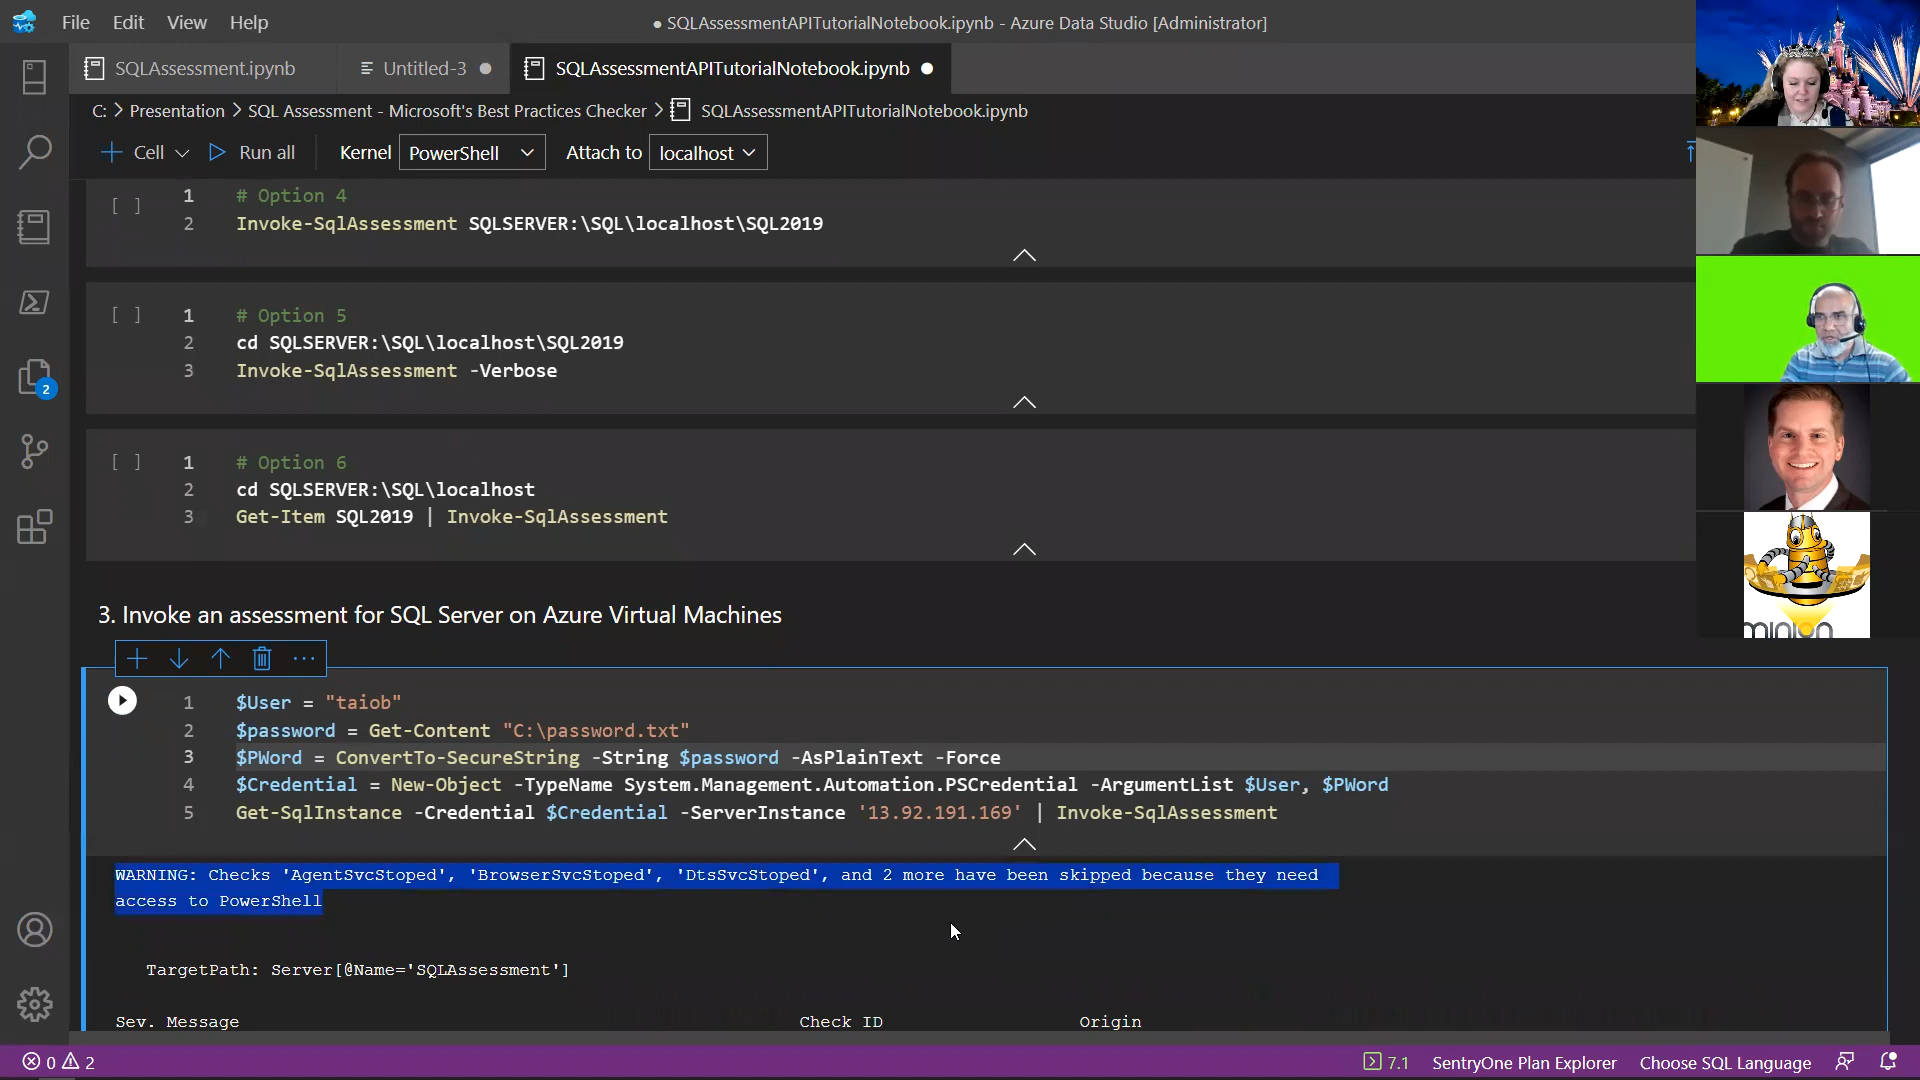 File Edit View Help
● SQLAssessmentAPITutorialNotebook.ipynb - Azure Data Studio [Administrator]
SQLAssessment.ipynb
Untitled-3 ●
SQLAssessmentAPITutorialNotebook.ipynb ●
C: > Presentation > SQL Assessment - Microsoft's Best Practices Checker > SQLAssessmentAPITutorialNotebook.ipynb
+ Cell Run all Kernel PowerShell Attach to localhost
[ ] 1 # Option 4
2 Invoke-SqlAssessment SQLSERVER:\SQL\localhost\SQL2019
[ ] 1 # Option 5
2 cd SQLSERVER:\SQL\localhost\SQL2019
3 Invoke-SqlAssessment -Verbose
[ ] 1 # Option 6
2 cd SQLSERVER:\SQL\localhost
3 Get-Item SQL2019 | Invoke-SqlAssessment
2
3. Invoke an assessment for SQL Server on Azure Virtual Machines
1 $User = "taiob"
2 $password = Get-Content "C:\password.txt"
3 $PWord = ConvertTo-SecureString -String $password -AsPlainText -Force
4 $Credential = New-Object -TypeName System.Management.Automation.PSCredential -ArgumentList $User, $PWord
5 Get-SqlInstance -Credential $Credential -ServerInstance '13.92.191.169' | Invoke-SqlAssessment
WARNING: Checks 'AgentSvcStoped', 'BrowserSvcStoped', 'DtsSvcStoped', and 2 more have been skipped because they need
access to PowerShell
TargetPath: Server[@Name='SQLAssessment']
Sev. Message Check ID Origin
0 2 7.1 SentryOne Plan Explorer Choose SQL Language
minion